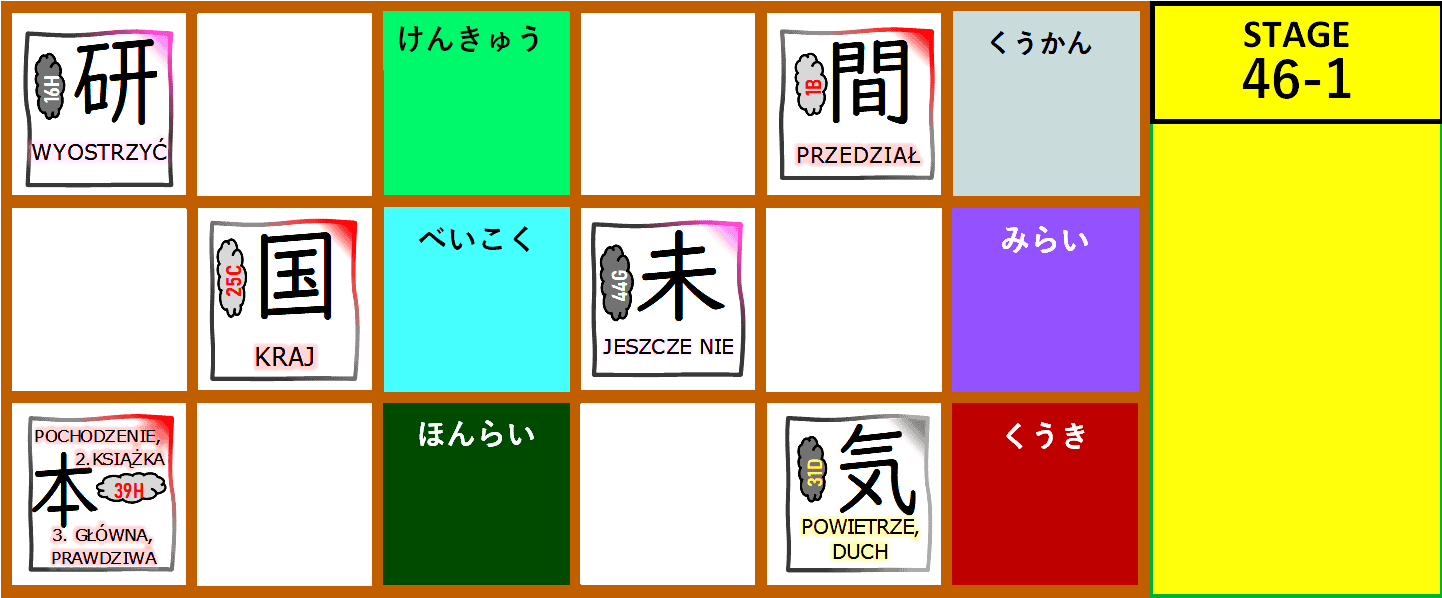 研
16H
WYOSTRZYĆ
けんきゅう
間
1B
PRZEDZIAŁ
くうかん
STAGE
46-1
国
25C
KRAJ
べいこく
未
44G
JESZCZE NIE
みらい
POCHODZENIE,
2.KSIĄŻKA
本
39H
3. GŁÓWNA,
PRAWDZIWA
ほんらい
気
31D
POWIETRZE,
DUCH
くうき